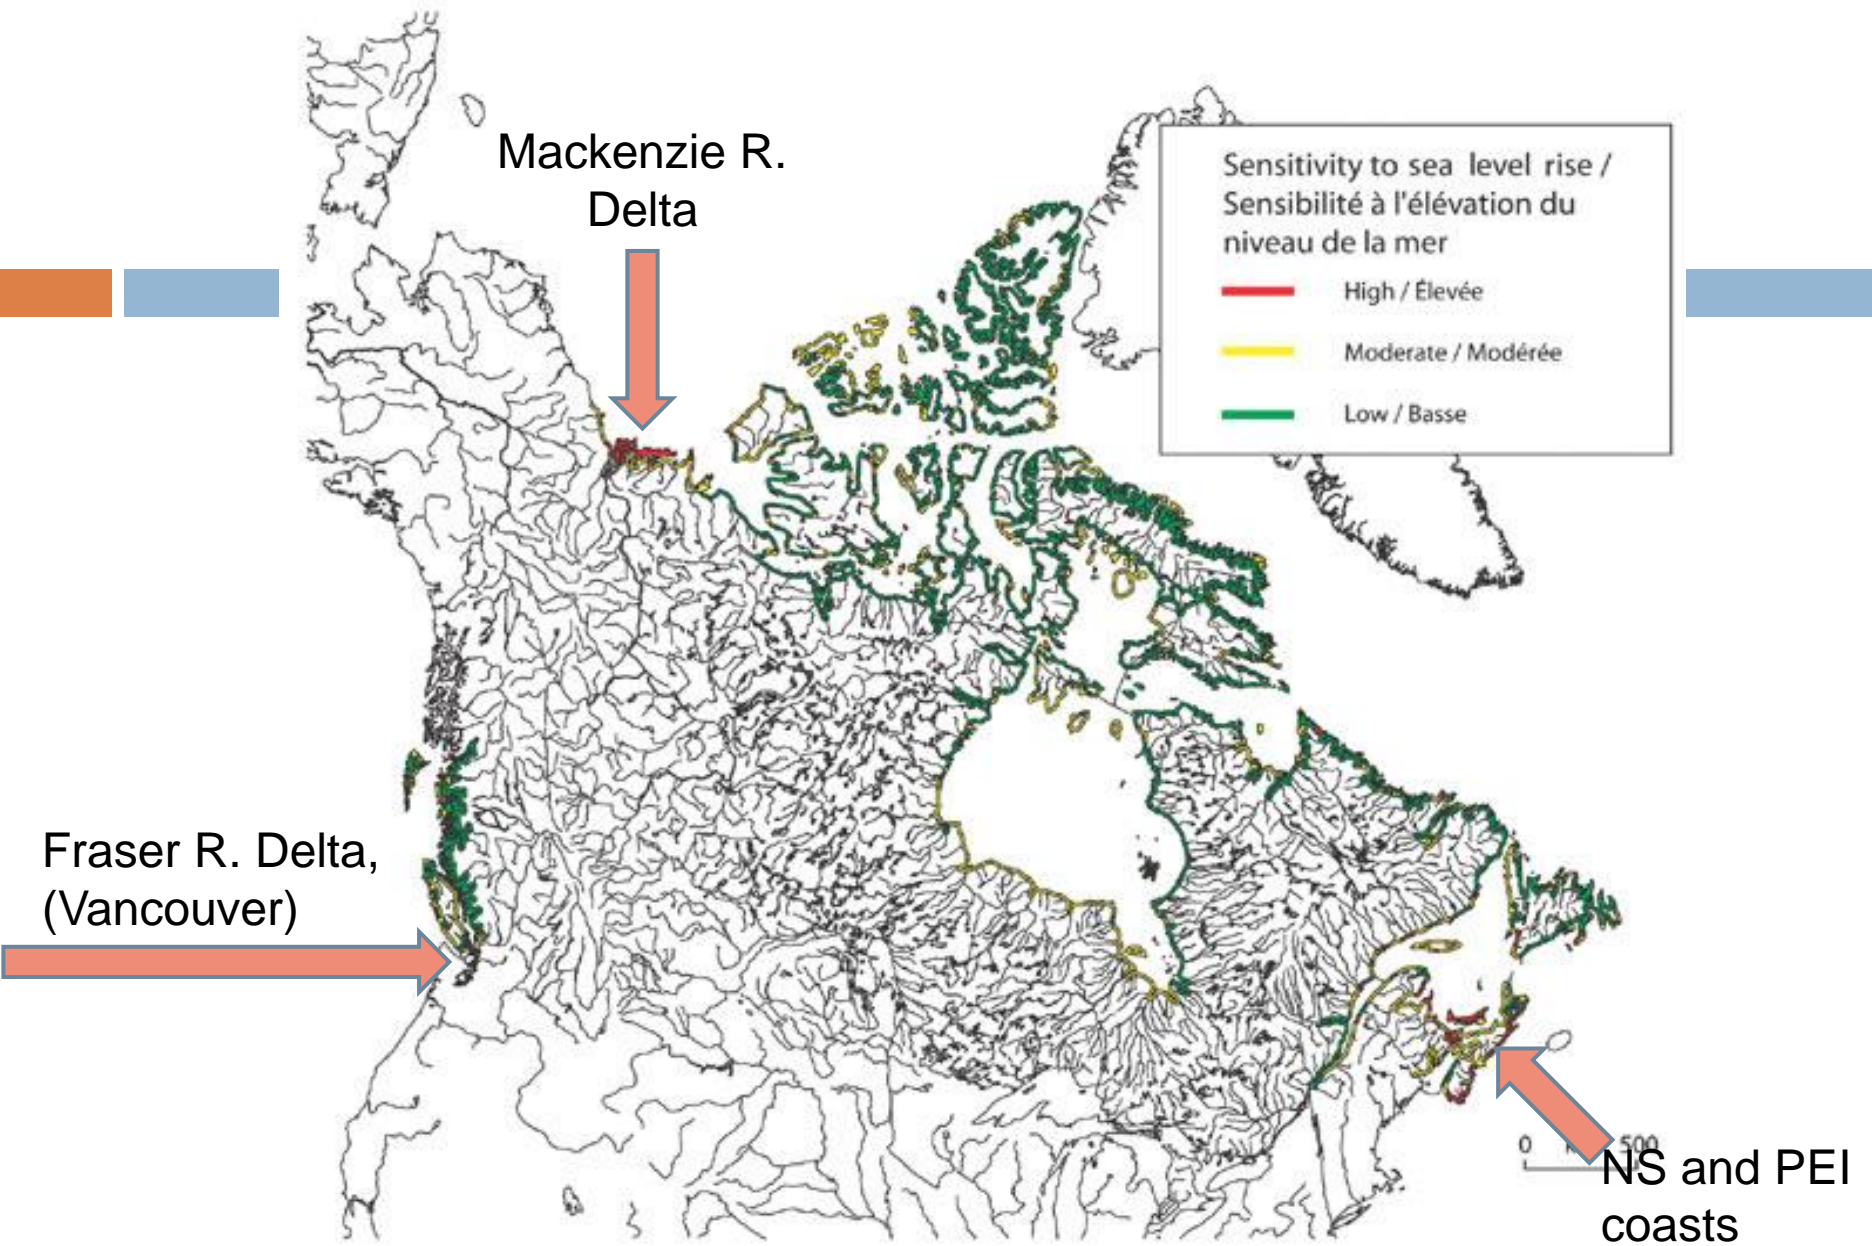 Mackenzie R.
Delta
Sensitivity to sea level rise /
Sensibilité à l'élévation du
niveau de la mer
High / Élevée
Moderate / Modérée
Low / Basse
Fraser R. Delta,
(Vancouver)
0 500
NS and PEI
coasts